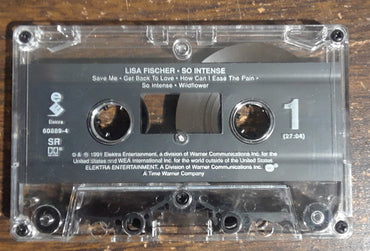 LISA FISCHER • SO INTENSE
Save Me • Get Back To Love • How Can I Ease The Pain •
So Intense • Wildflower
e
Elektra
60889-4
SR
1
(27:04)
© & ℗ 1991 Elektra Entertainment, a division of Warner Communications Inc. for the
United States and WEA International Inc. for the world outside of the United States.
ELEKTRA ENTERTAINMENT, A Division of Warner Communications Inc.
A Time Warner Company